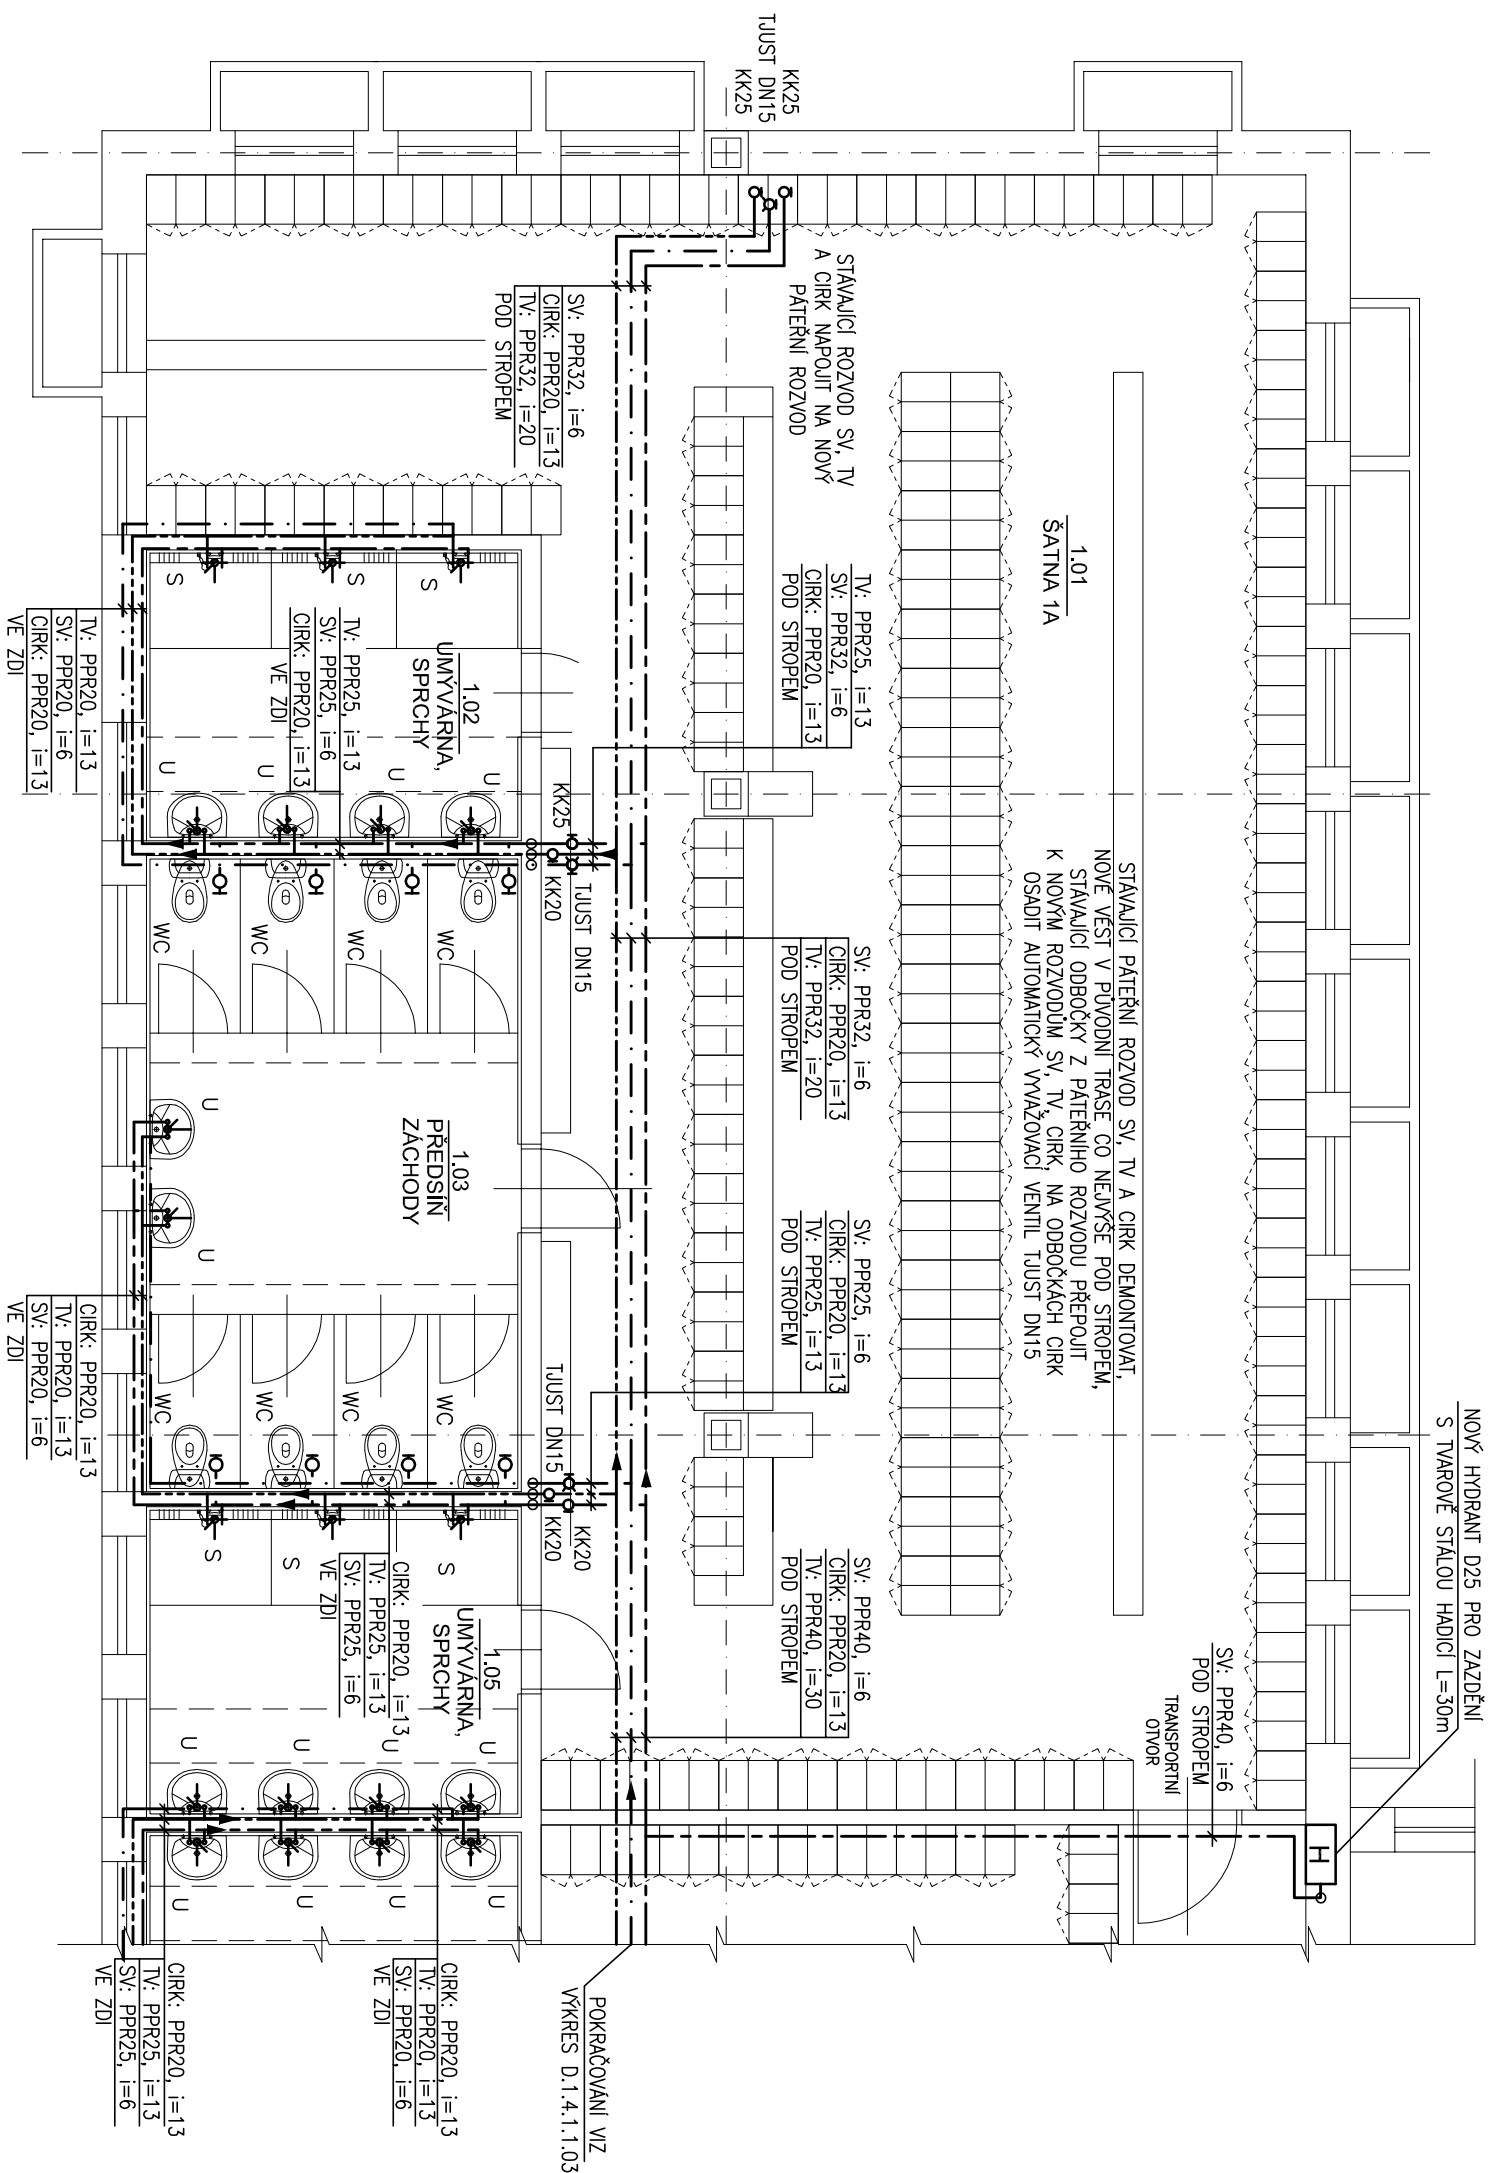 NOVÝ HYDRANT D25 PRO ZAZDĚNÍ
S TVAROVĚ STÁLOU HADICÍ L=30m
SV: PPR40, i=6
POD STROPEM
TRANSPORTNÍ
OTVOR
H
STÁVAJÍCÍ PÁTEŘNÍ ROZVOD SV, TV A CIRK DEMONTOVAT,
NOVĚ VÉST V PŮVODNÍ TRASE CO NEJVÝŠE POD STROPEM,
STÁVAJÍCÍ ODBOČKY Z PÁTEŘNÍHO ROZVODU PŘEPOJIT
K NOVÝM ROZVODŮM SV, TV, CIRK, NA ODBOČKÁCH CIRK
OSADIT AUTOMATICKÝ VYVAŽOVACÍ VENTIL TJUST DN15
1.01
ŠATNA 1A
KK25
TJUST DN15
KK25
STÁVAJÍCÍ ROZVOD SV, TV
A CIRK NAPOJIT NA NOVÝ
PÁTEŘNÍ ROZVOD
TV: PPR25, i=13
SV: PPR32, i=6
CIRK: PPR20, i=13
POD STROPEM
SV: PPR32, i=6
CIRK: PPR20, i=13
TV: PPR32, i=20
POD STROPEM
SV: PPR25, i=6
CIRK: PPR20, i=13
TV: PPR25, i=13
POD STROPEM
SV: PPR40, i=6
CIRK: PPR20, i=13
TV: PPR40, i=30
POD STROPEM
SV: PPR32, i=6
CIRK: PPR20, i=13
TV: PPR32, i=20
POD STROPEM
KK25
KK20
TJUST DN15
TJUST DN15
KK20
KK20
POKRAČOVÁNÍ VIZ
VÝKRES D.1.4.1.1.03
1.02
UMÝVÁRNA,
SPRCHY
1.03
PŘEDSÍŇ
ZÁCHODY
1.05
UMÝVÁRNA,
SPRCHY
TV: PPR25, i=13
SV: PPR25, i=6
CIRK: PPR20, i=13
VE ZDI
CIRK: PPR20, i=13
TV: PPR25, i=13
SV: PPR25, i=6
VE ZDI
CIRK: PPR20, i=13
TV: PPR20, i=13
SV: PPR20, i=6
VE ZDI
S
S
S
U
U
U
U
WC
WC
WC
WC
U
U
WC
WC
WC
WC
S
S
S
U
U
U
U
U
U
U
U
TV: PPR20, i=13
SV: PPR20, i=6
CIRK: PPR20, i=13
VE ZDI
CIRK: PPR20, i=13
TV: PPR20, i=13
SV: PPR20, i=6
VE ZDI
CIRK: PPR20, i=13
TV: PPR25, i=13
SV: PPR25, i=6
VE ZDI